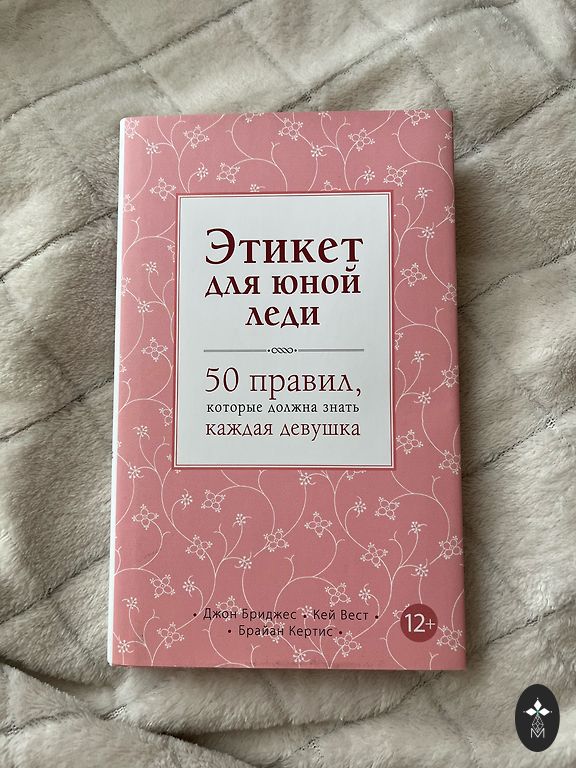 Этикет
для юной
леди
50 правил,
которые должна знать
каждая девушка
• Джон Бриджес • Кей Вест •
• Брайан Кертис •
12+
M